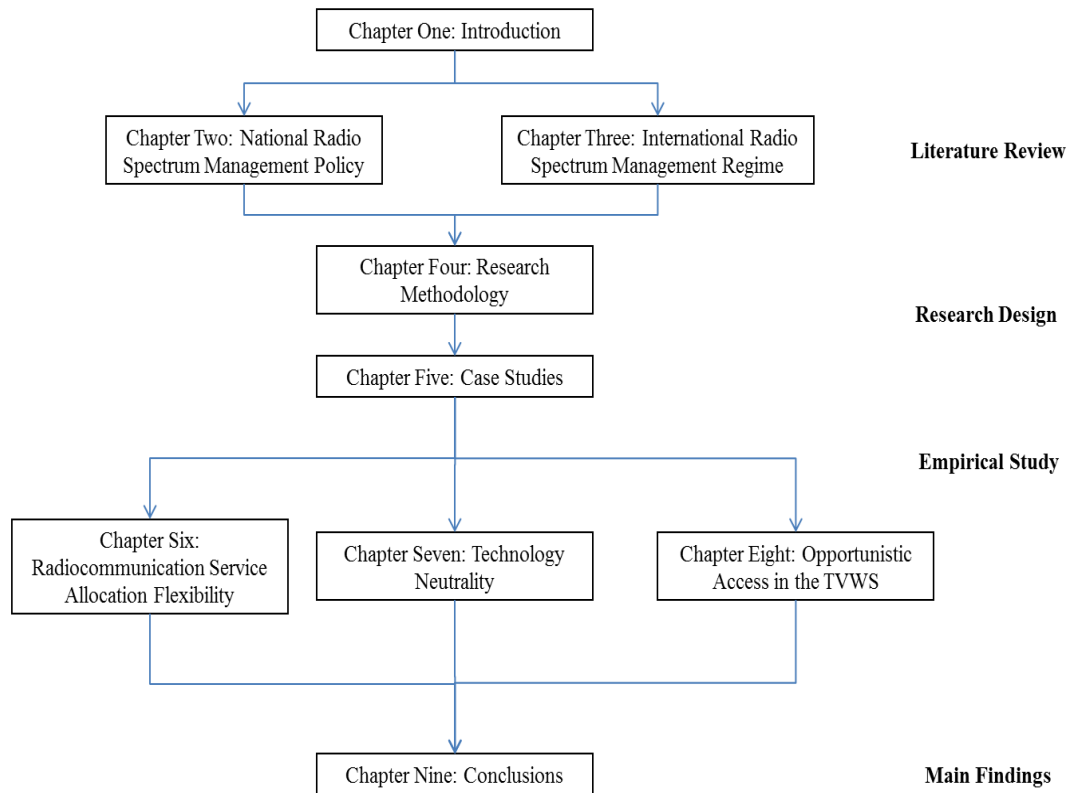 Chapter One: Introduction
Chapter Two: National Radio
Spectrum Management Policy
Chapter Three: International Radio
Spectrum Management Regime
Literature Review
Chapter Four: Research
Methodology
Research Design
Chapter Five: Case Studies
Empirical Study
Chapter Six:
Radiocommunication Service
Allocation Flexibility
Chapter Seven: Technology
Neutrality
Chapter Eight: Opportunistic
Access in the TVWS
Chapter Nine: Conclusions
Main Findings